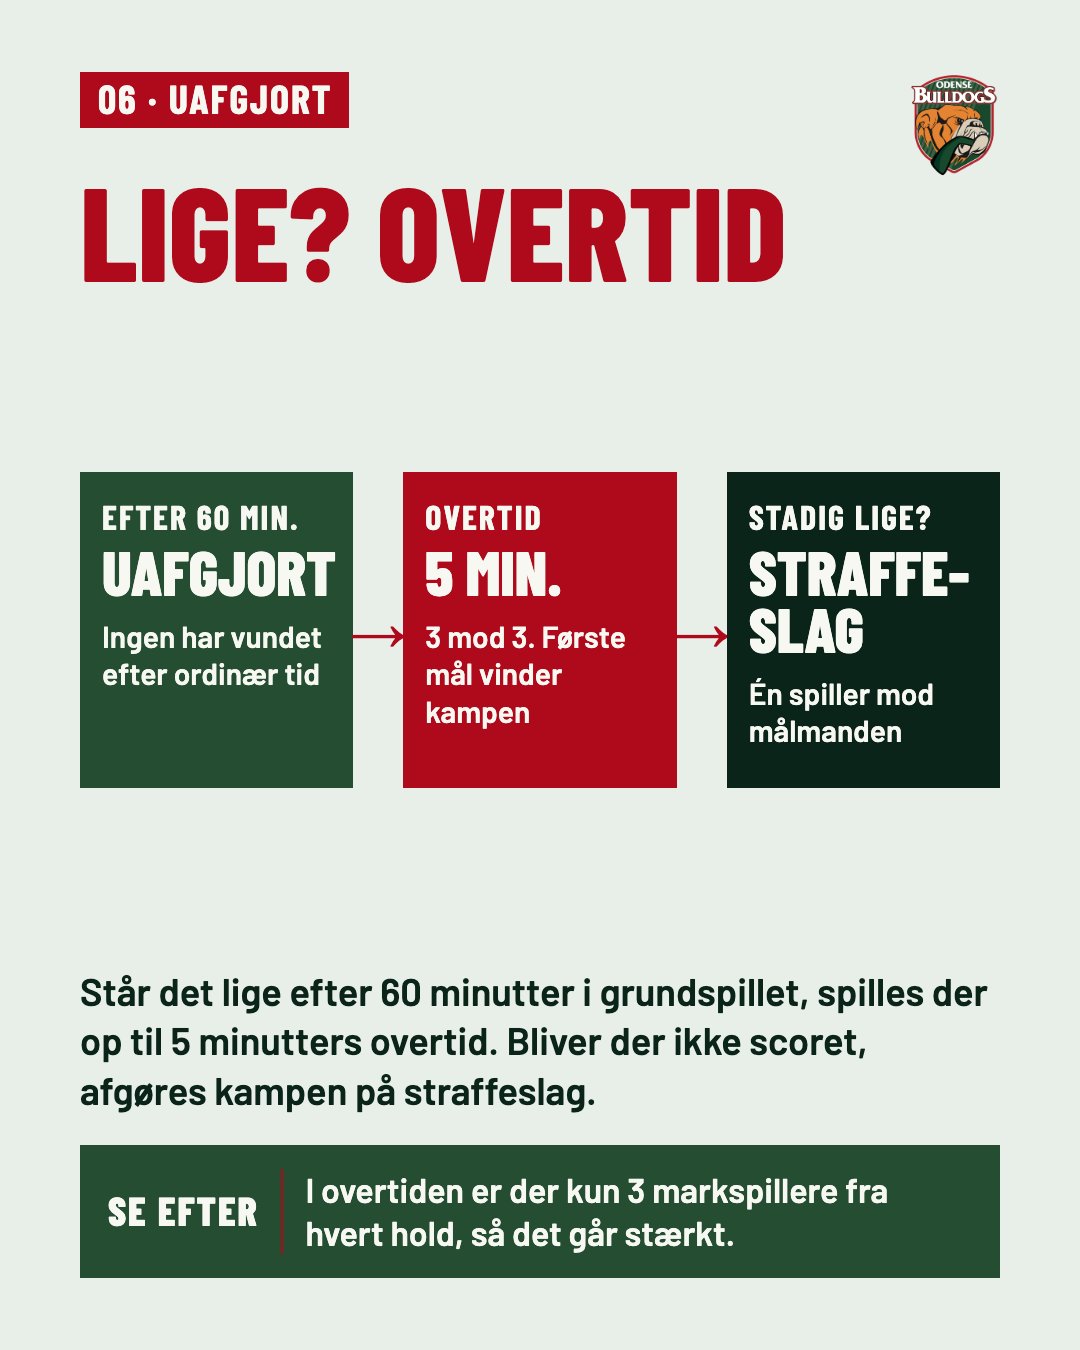 06 · UAFGJORT
ODENSE
BULLDOGS
LIGE? OVERTID
EFTER 60 MIN.
UAFGJORT
Ingen har vundet
efter ordinær tid
OVERTID
5 MIN.
3 mod 3. Første
mål vinder
kampen
STADIG LIGE?
STRAFFE-
SLAG
Én spiller mod
målmanden
Står det lige efter 60 minutter i grundspillet, spilles der
op til 5 minutters overtid. Bliver der ikke scoret,
afgøres kampen på straffeslag.
SE EFTER
I overtiden er der kun 3 markspillere fra
hvert hold, så det går stærkt.